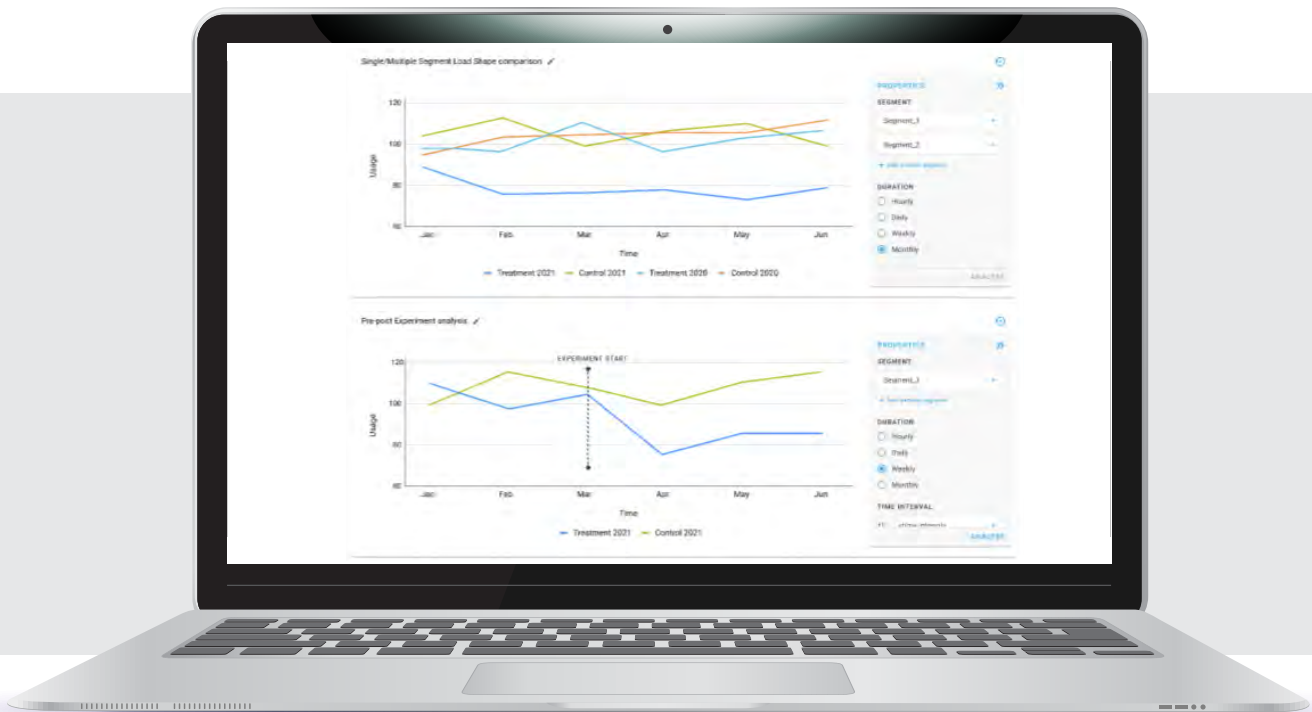 Single/Multiple Segment Load Shape comparison
PROPERTIES
SEGMENT
Segment_1
Segment_2
DURATION
Hourly
Daily
Weekly
Monthly
ANALYZE
120
100
80
60
Usage
Jan Feb Mar Apr May Jun
Time
Treatment 2021 Control 2021 Treatment 2020 Control 2020
Pre-post Experiment analysis
PROPERTIES
SEGMENT
DURATION
Hourly
Daily
Weekly
Monthly
TIME INTERVAL
ANALYZE
EXPERIMENT START
120
100
80
60
Usage
Jan Feb Mar Apr May Jun
Time
Treatment 2021 Control 2021